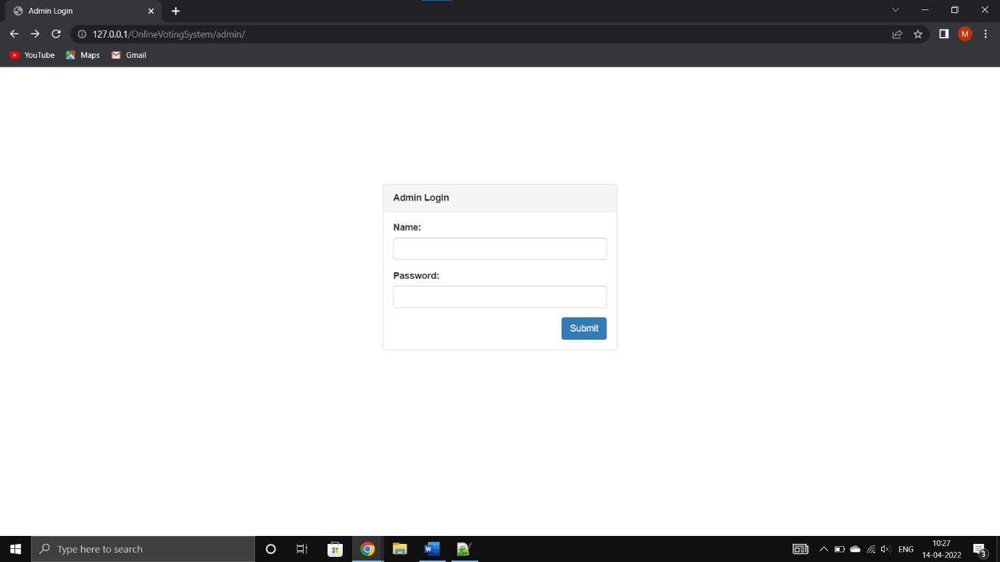 Admin Login
127.0.0.1/OnlineVotingSystem/admin/
M
YouTube Maps Gmail
Admin Login
Name:
Password:
Submit
Type here to search
W
ENG
10:27
14-04-2022
3